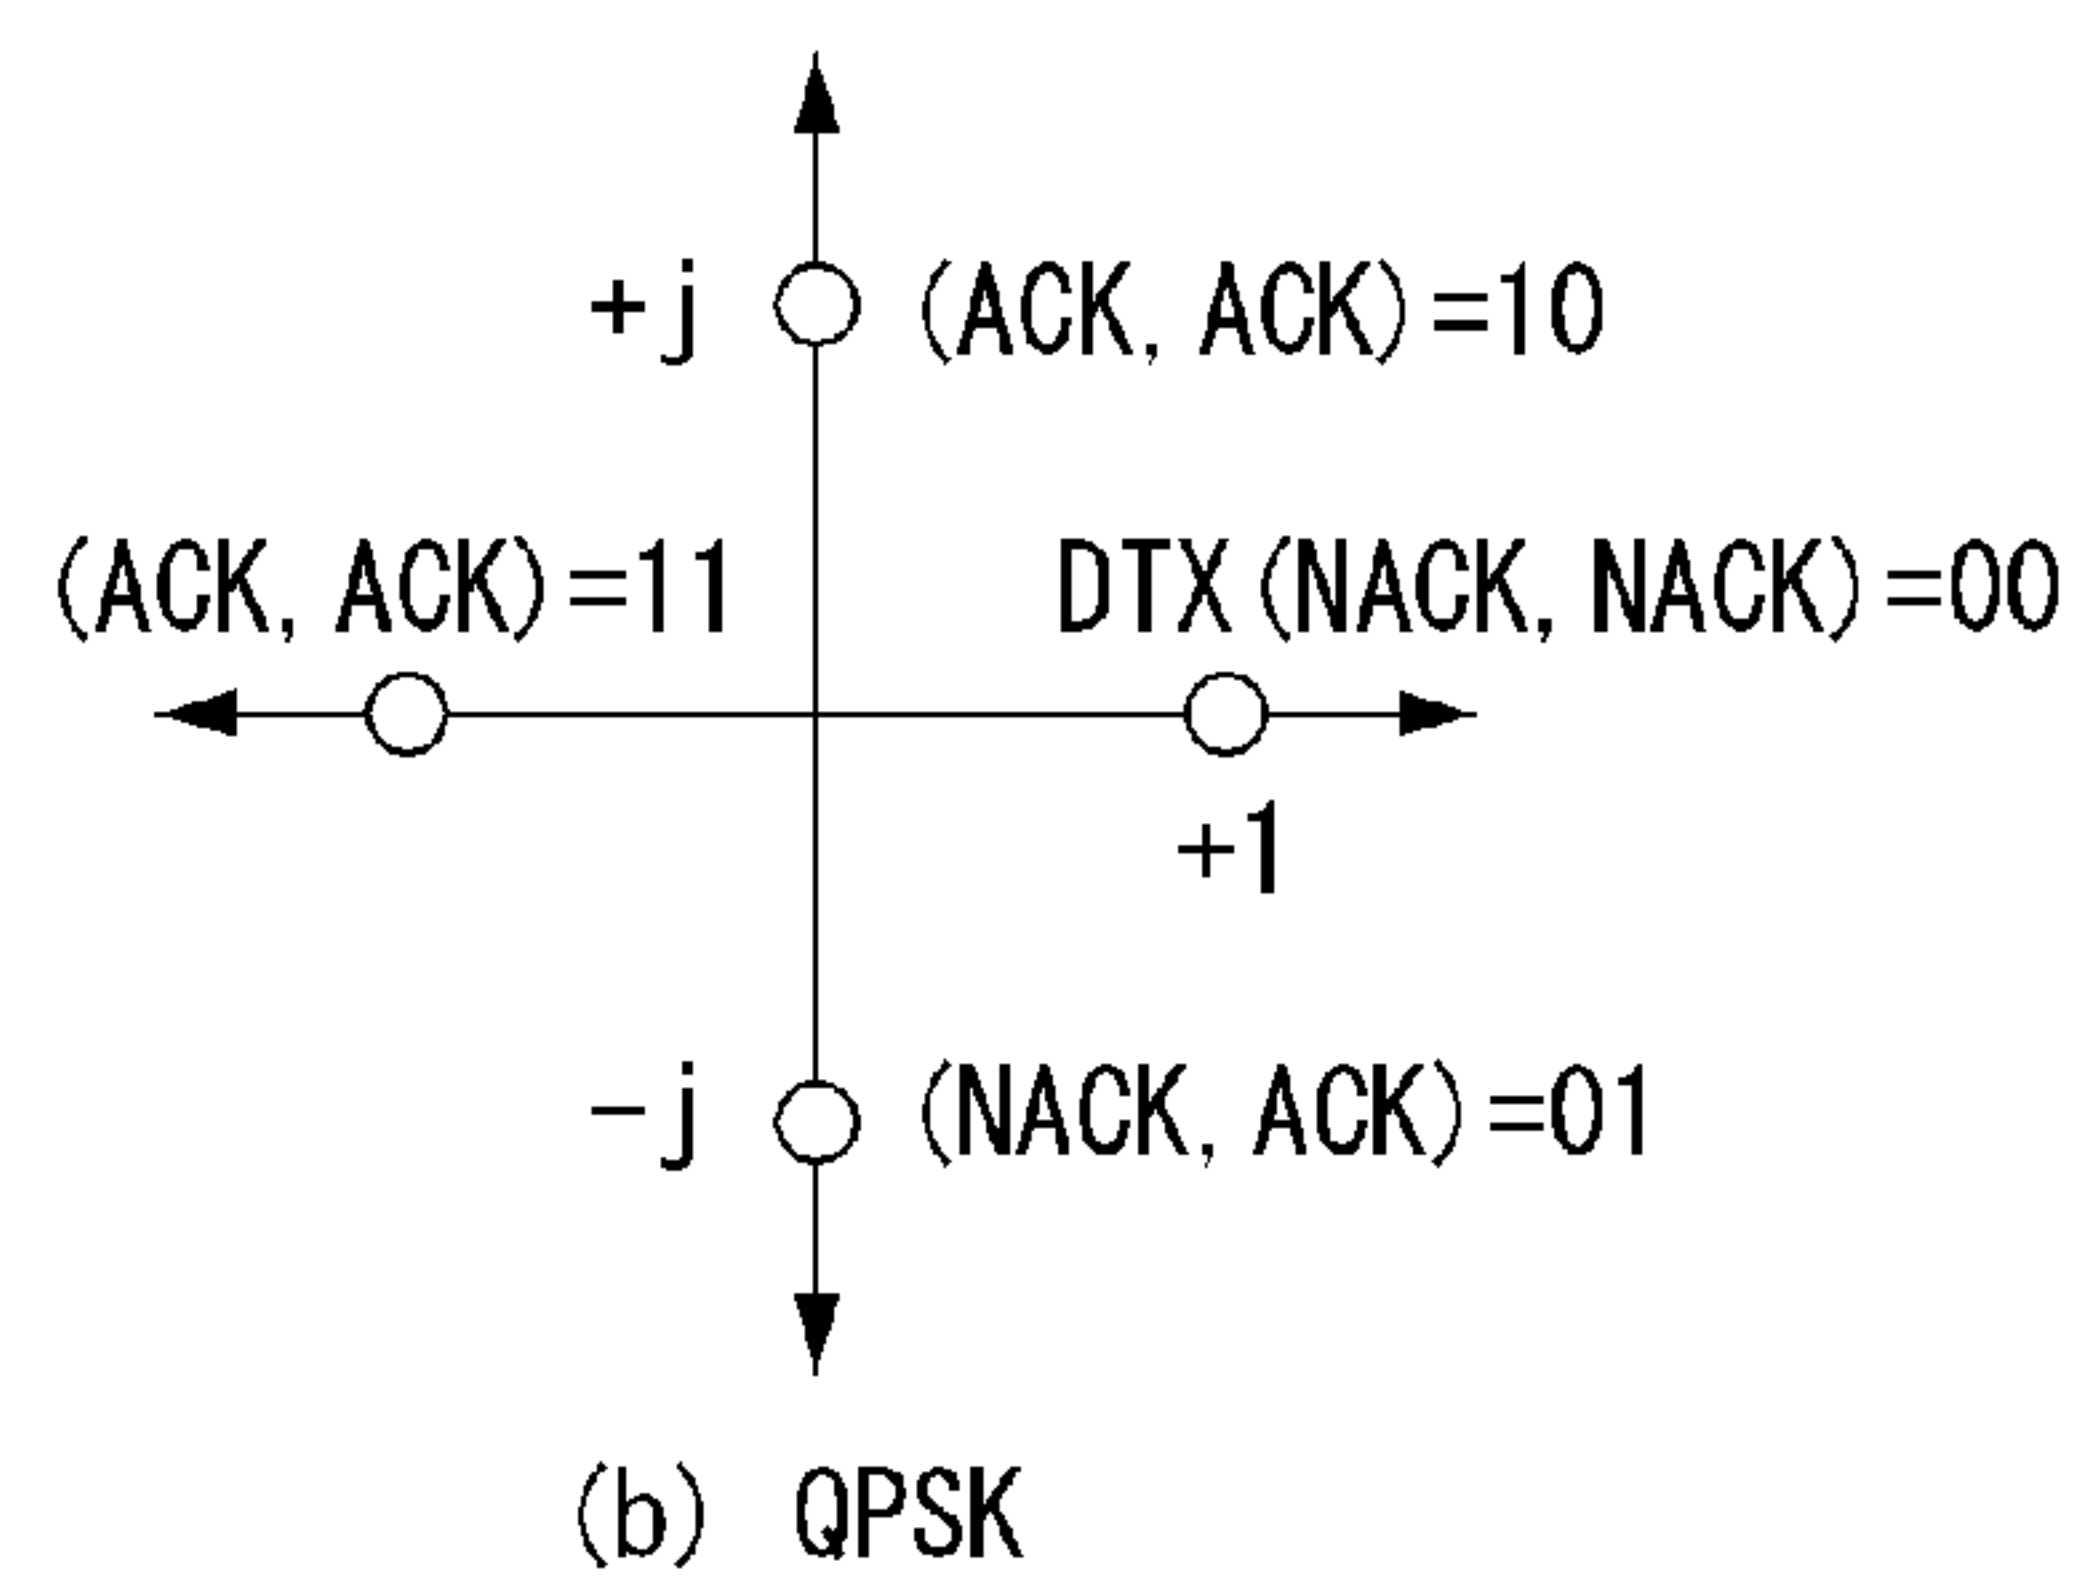 +j (ACK, ACK)=10
(ACK, ACK)=11 DTX (NACK, NACK)=00
+1
-j (NACK, ACK)=01
(b) QPSK